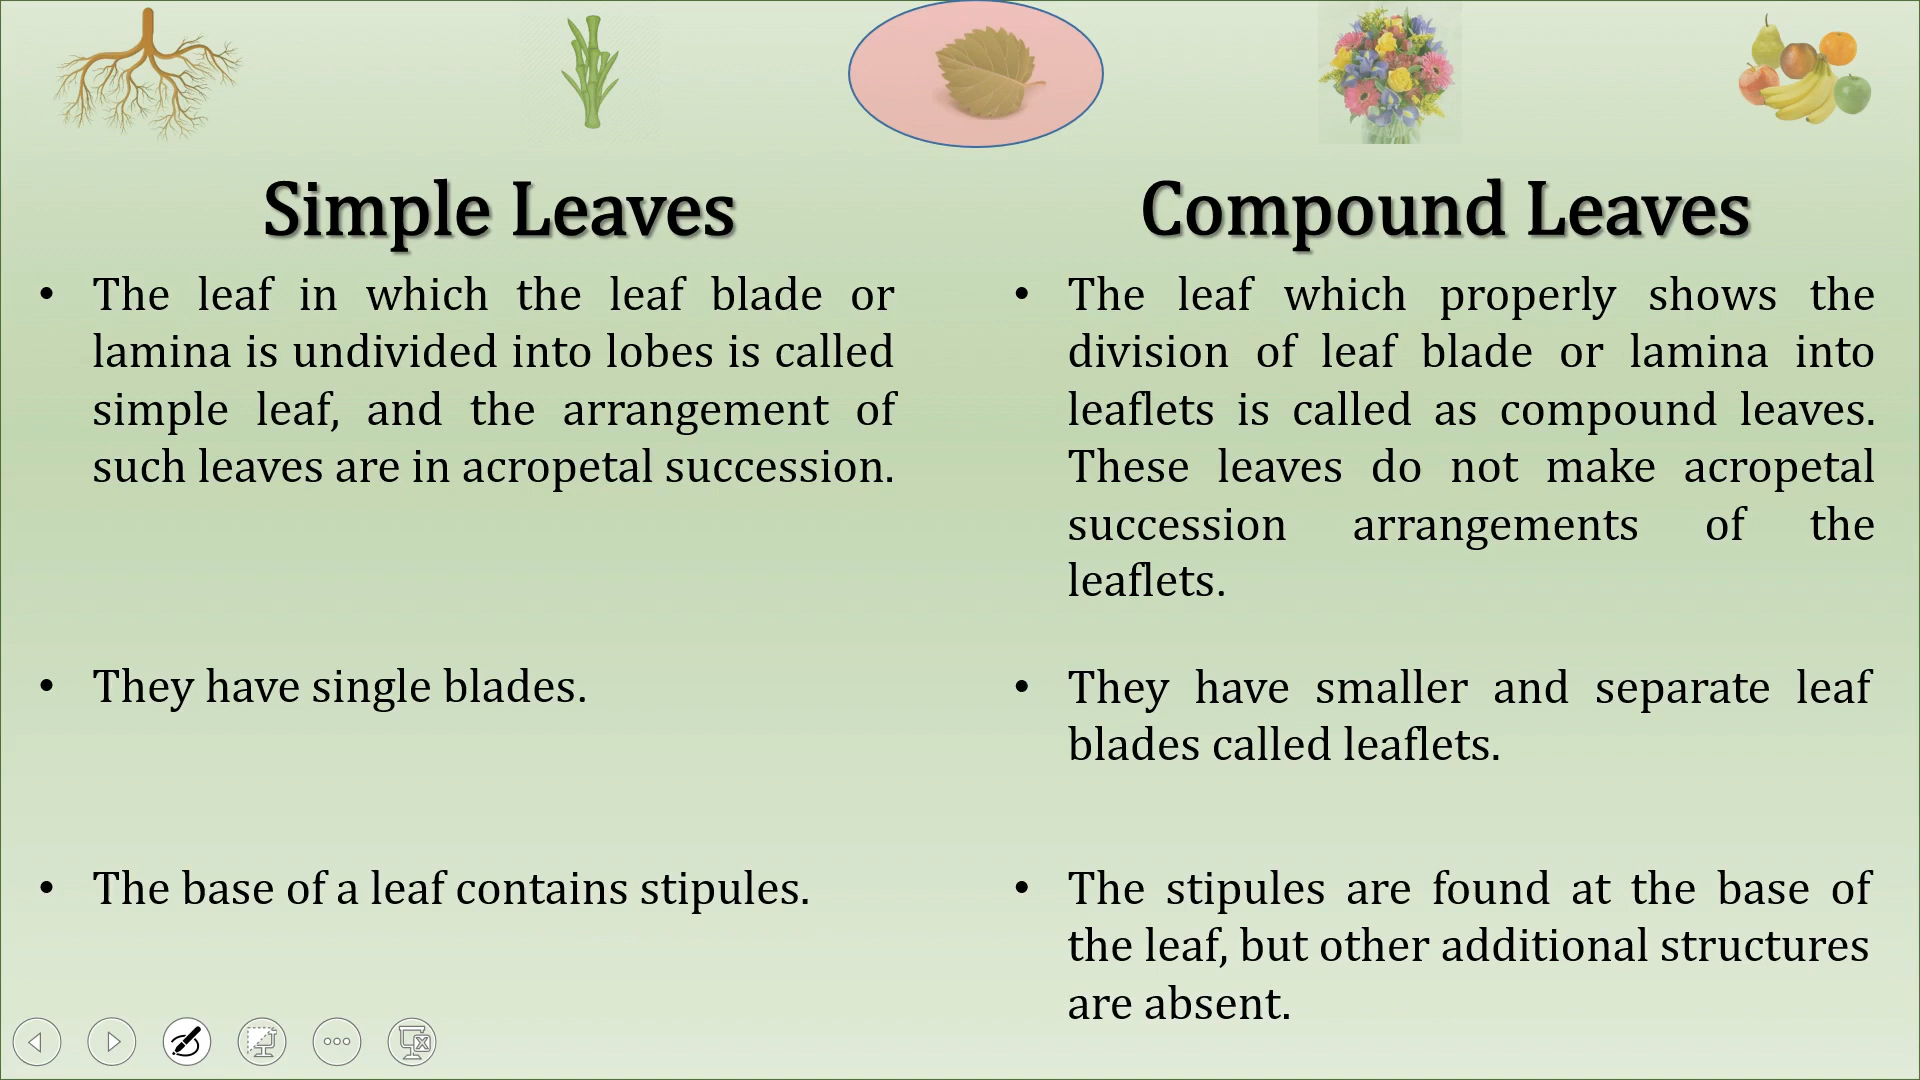 Simple Leaves
• The leaf in which the leaf blade or
lamina is undivided into lobes is called
simple leaf, and the arrangement of
such leaves are in acropetal succession.
• They have single blades.
• The base of a leaf contains stipules.
Compound Leaves
• The leaf which properly shows the
division of leaf blade or lamina into
leaflets is called as compound leaves.
These leaves do not make acropetal
succession arrangements of the
leaflets.
• They have smaller and separate leaf
blades called leaflets.
• The stipules are found at the base of
the leaf, but other additional structures
are absent.